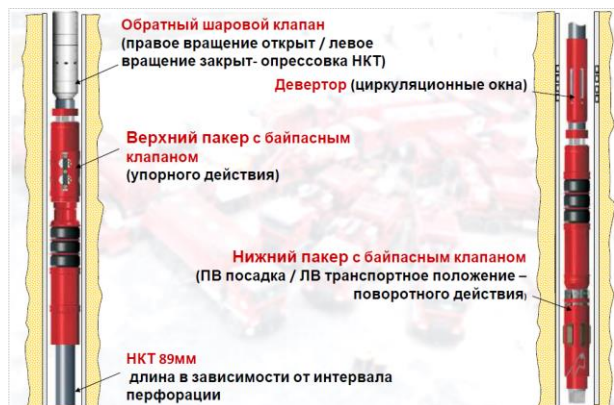 Обратный шаровой клапан
(правое вращение открыт / левое
вращение закрыт- опрессовка НКТ)
Девертор (циркуляционные окна)
Верхний пакер с байпасным
клапаном
(упорного действия)
Нижний пакер с байпасным клапаном
(ПВ посадка / ЛВ транспортное положение –
поворотного действия)
НКТ 89мм
длина в зависимости от интервала
перфорации